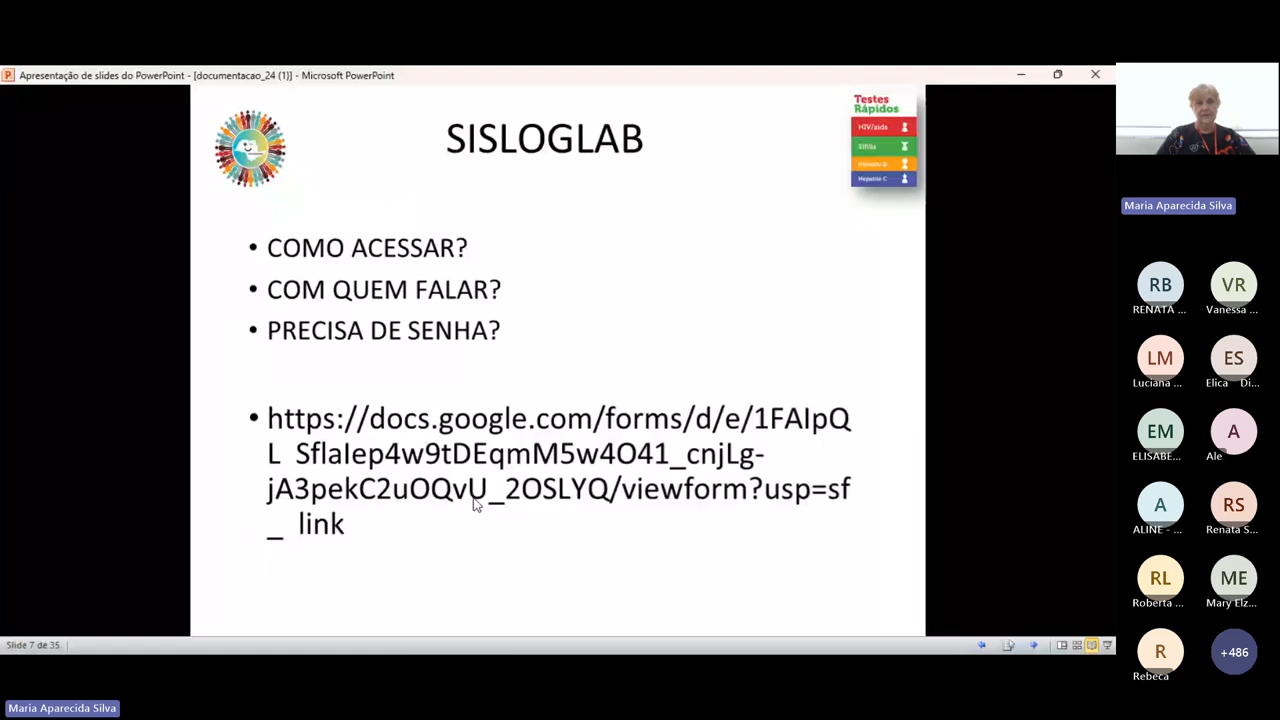 Apresentação de slides do PowerPoint - [documentacao_24 (1)] - Microsoft PowerPoint
SISLOGLAB
Testes
Rápidos
HIV/aids
Sífilis
Hepatite B
Hepatite C
• COMO ACESSAR?
• COM QUEM FALAR?
• PRECISA DE SENHA?
• https://docs.google.com/forms/d/e/1FAIpQ
L SflaIep4w9tDEqmM5w4O41_cnjLg-
jA3pekC2uOQvU_2OSLYQ/viewform?usp=sf
_ link
Slide 7 de 35
Maria Aparecida Silva
Maria Aparecida Silva
RB
RENATA ...
VR
Vanessa ...
LM
Luciana ...
ES
Elica Di...
EM
ELISABE...
A
Ale
A
ALINE - ...
RS
Renata S...
RL
Roberta ...
ME
Mary Elz...
R
Rebeca
+486